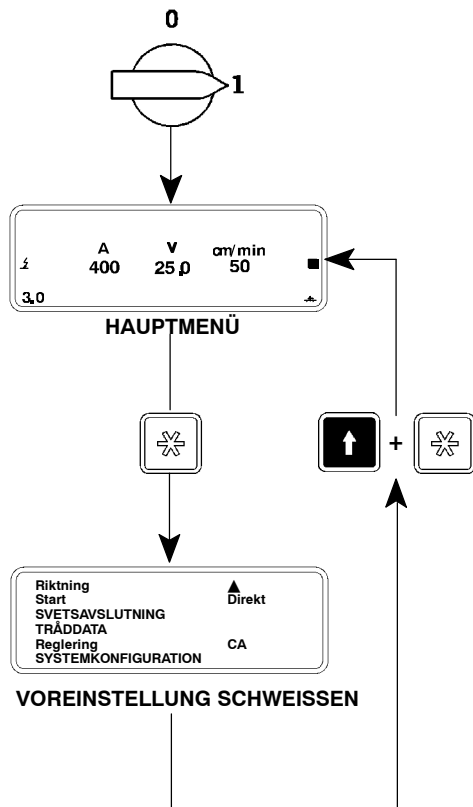 0
1
A V cm/min
400 25.0 50
3.0
HAUPTMENÜ
+
Riktning ▲
Start Direkt
SVETSAVSLUTNING
TRÅDDATA
Reglering CA
SYSTEMKONFIGURATION
VOREINSTELLUNG SCHWEISSEN